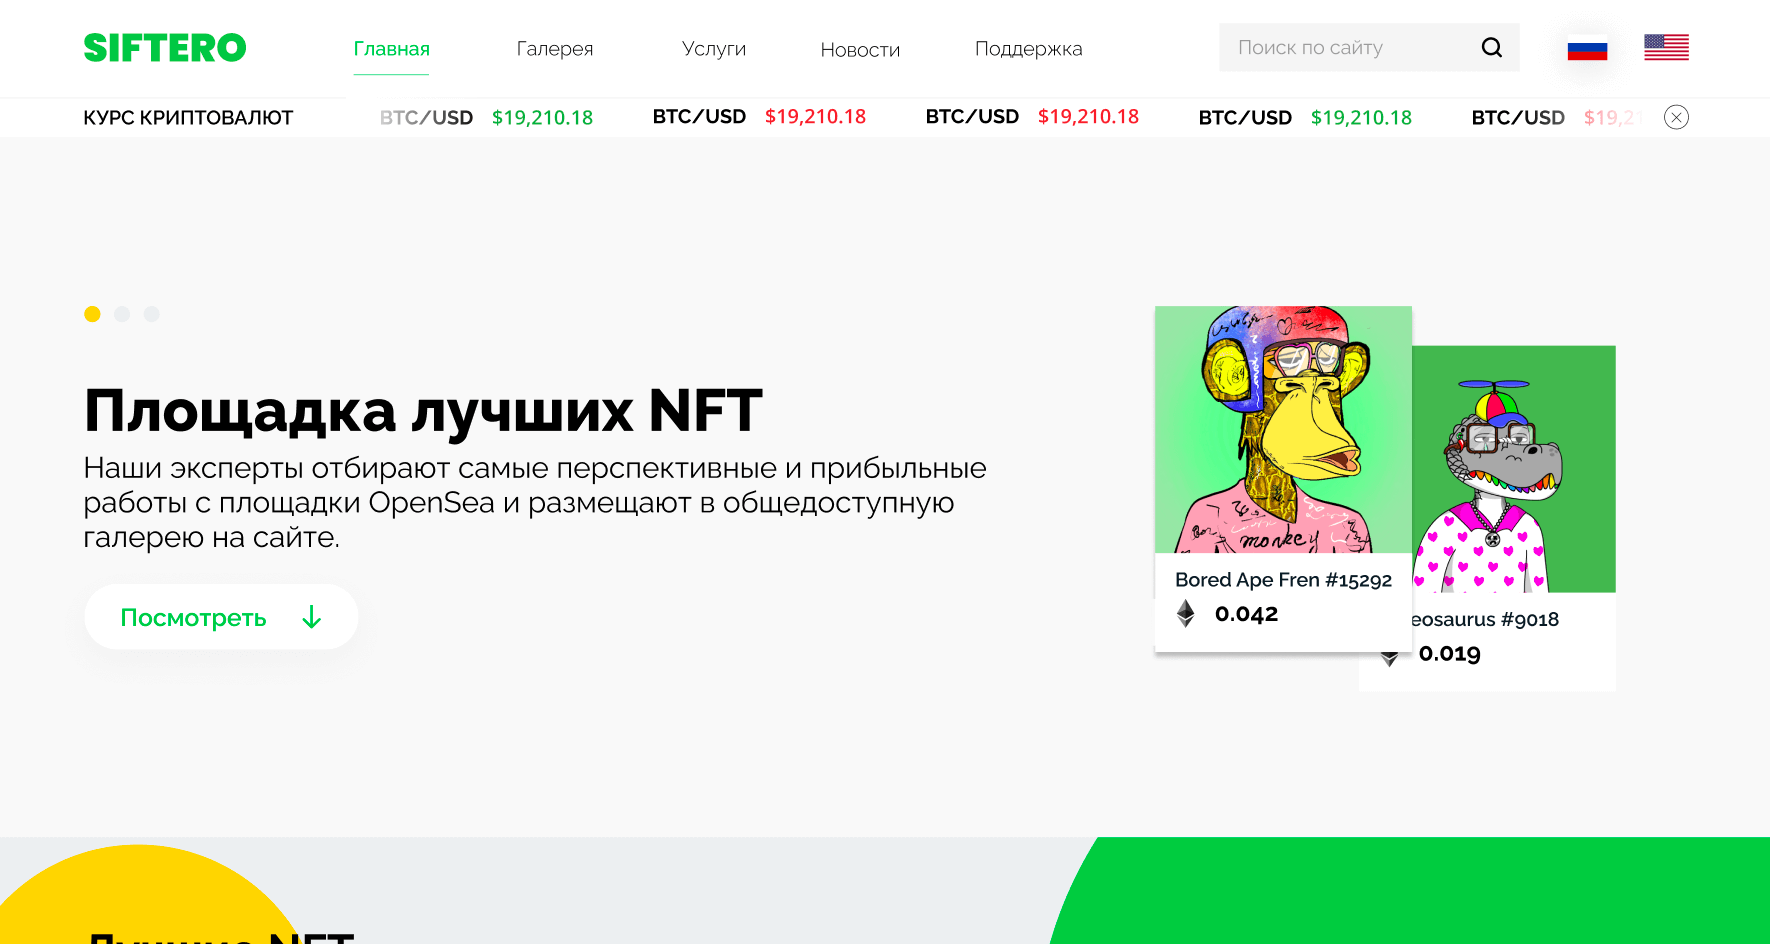 SIFTERO
Главная Галерея Услуги Новости Поддержка Поиск по сайту
КУРС КРИПТОВАЛЮТ BTC/USD $19,210.18 BTC/USD $19,210.18 BTC/USD $19,210.18 BTC/USD $19,210.18 BTC/USD $19,21
Площадка лучших NFT
Наши эксперты отбирают самые перспективные и прибыльные
работы с площадки OpenSea и размещают в общедоступную
галерею на сайте.
Посмотреть
monkey
Bored Ape Fren #15292
0.042
eosaurus #9018
0.019
Лучшие NFT